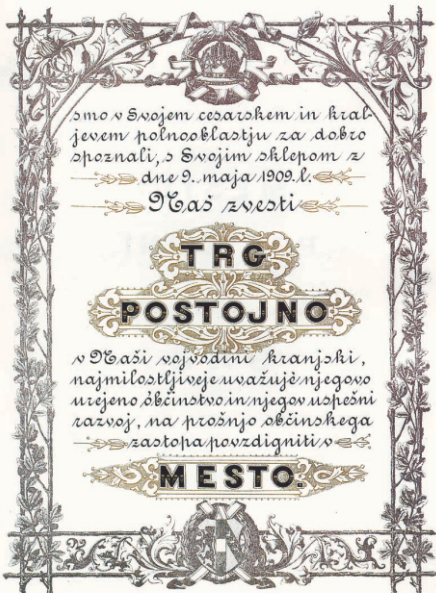 smo v Svojem cesarskem in kral-
jevem polnooblastju za dobro
spoznali, s Svojim sklepom z
dne 9. maja 1909. l.
Naš zvesti
TRG
POSTOJNO
v Naši vojvodini kranjski,
najmilostljiveje uvažuje njegovo
urejeno občinstvo in njegov uspešni
razvoj, na prošnjo občinskega
zastopa povzdigniti v
MESTO.